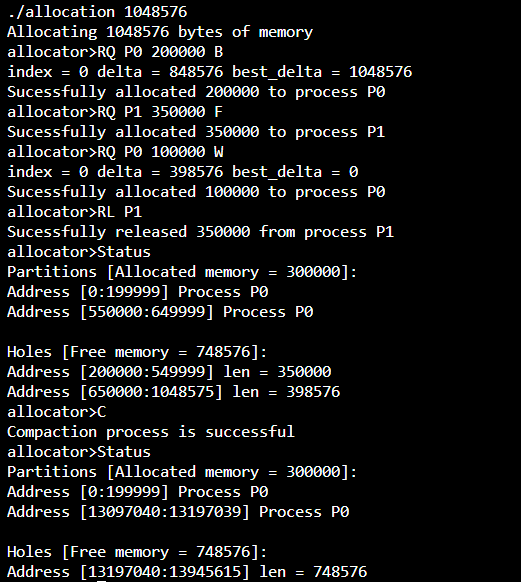 ./allocation 1048576
Allocating 1048576 bytes of memory
allocator>RQ P0 200000 B
index = 0 delta = 848576 best_delta = 1048576
Sucessfully allocated 200000 to process P0
allocator>RQ P1 350000 F
Sucessfully allocated 350000 to process P1
allocator>RQ P0 100000 W
index = 0 delta = 398576 best_delta = 0
Sucessfully allocated 100000 to process P0
allocator>RL P1
Sucessfully released 350000 from process P1
allocator>Status
Partitions [Allocated memory = 300000]:
Address [0:199999] Process P0
Address [550000:649999] Process P0

Holes [Free memory = 748576]:
Address [200000:549999] len = 350000
Address [650000:1048575] len = 398576
allocator>C
Compaction process is successful
allocator>Status
Partitions [Allocated memory = 300000]:
Address [0:199999] Process P0
Address [13097040:13197039] Process P0

Holes [Free memory = 748576]:
Address [13197040:13945615] len = 748576